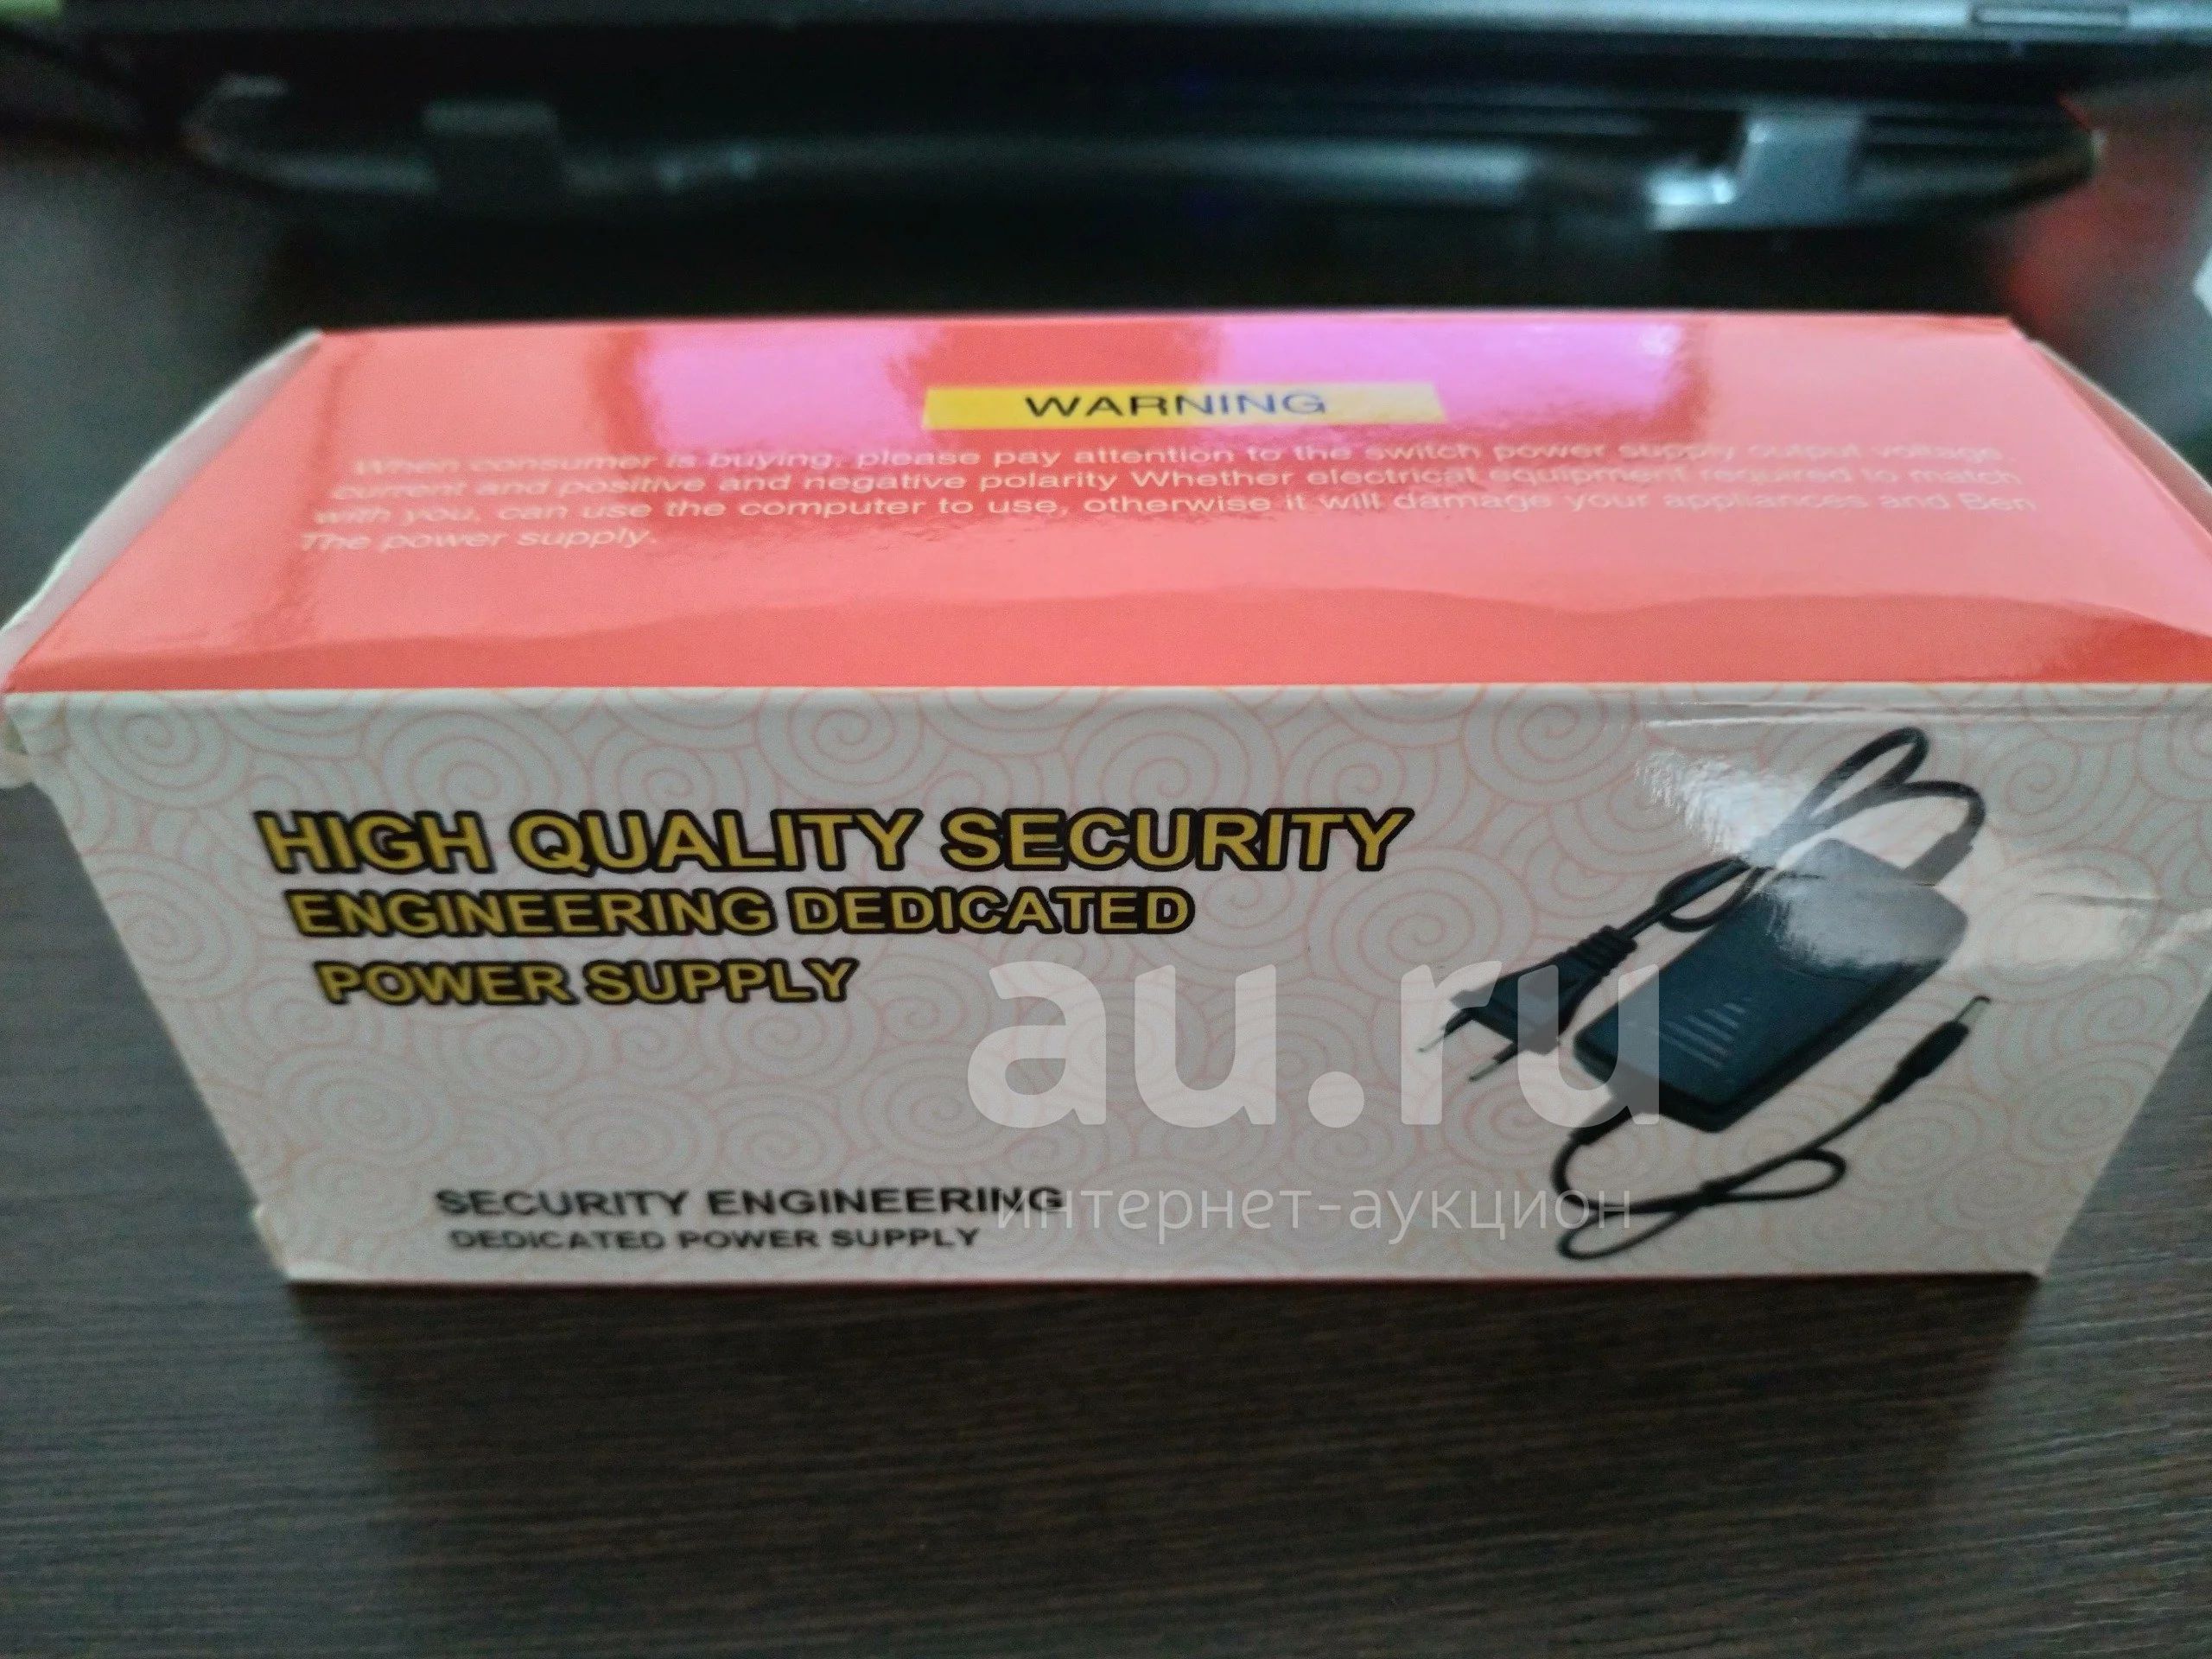 WARNING
When consumer is buying, please pay attention to the switch power supply output voltage
current and positive and negative polarity Whether electrical equipment required to match
with you, can use the computer to use, otherwise it will damage your appliances and Ben
The power supply.
HIGH QUALITY SECURITY
ENGINEERING DEDICATED
POWER SUPPLY
au.ru
интернет-аукцион
SECURITY ENGINEERING
DEDICATED POWER SUPPLY